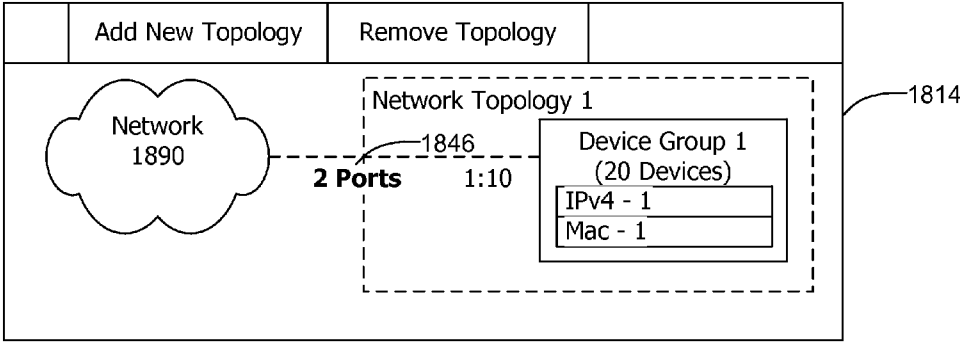 Add New Topology
Remove Topology
Network Topology 1
1814
Network
1890
1846
2 Ports
1:10
Device Group 1
(20 Devices)
IPv4 - 1
Mac - 1